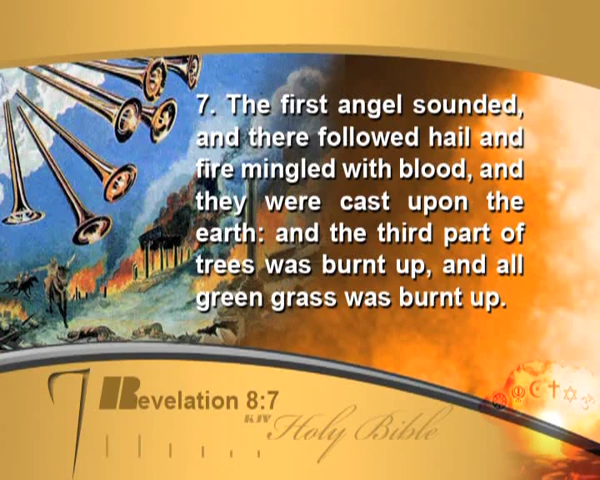 7. The first angel sounded,
and there followed hail and
fire mingled with blood, and
they were cast upon the
earth: and the third part of
trees was burnt up, and all
green grass was burnt up.
Revelation 8:7
KJV
Holy Bible